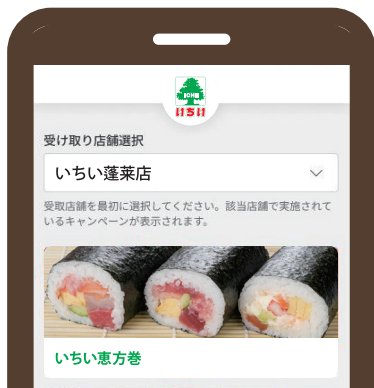 ICHII
いちい
受け取り店舗選択
いちい蓬莱店
受取店舗を最初に選択してください。該当店舗で実施されて
いるキャンペーンが表示されます。
いちい恵方巻